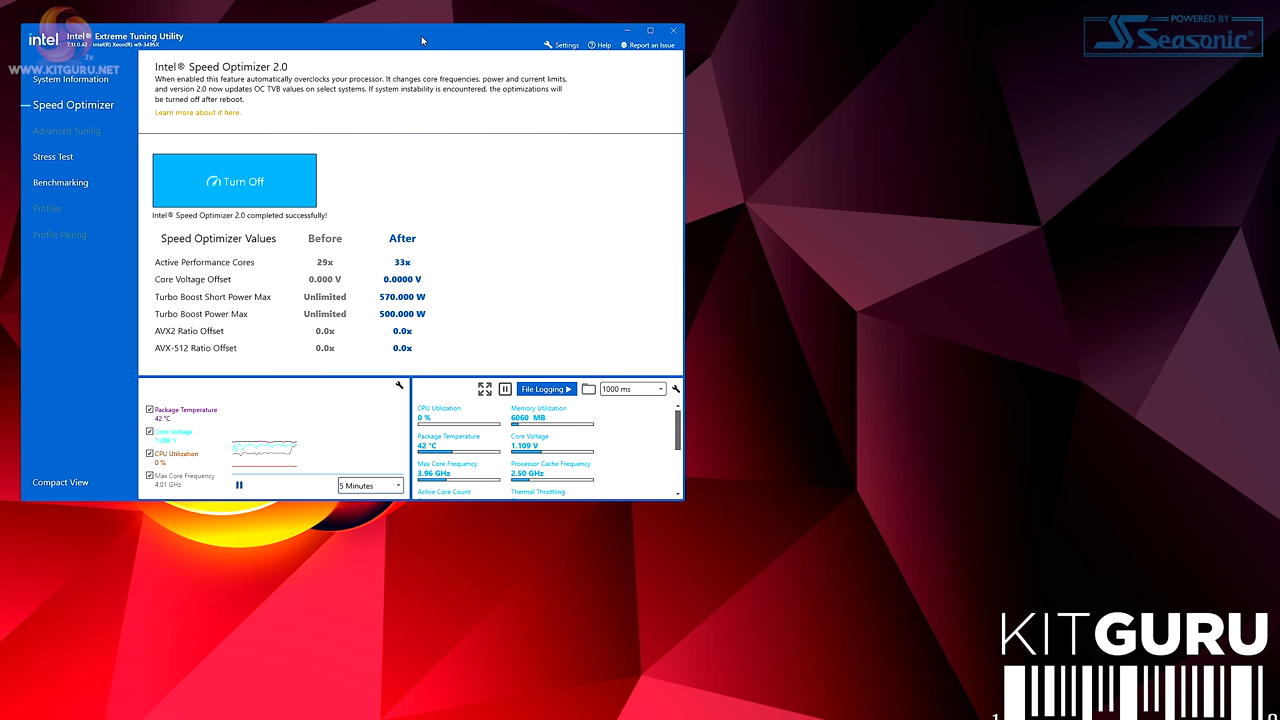 POWERED BY
Seasonic®
intel
Intel® Extreme Tuning Utility
7.11.0.42 - Intel(R) Xeon(R) w9-3495X
Settings
Help
Report an Issue
.tv
WWW.KITGURU.NET
System Information
Speed Optimizer
Advanced Tuning
Stress Test
Benchmarking
Profiles
Profile Pairing
Compact View
Intel® Speed Optimizer 2.0
When enabled this feature automatically overclocks your processor. It changes core frequencies, power and current limits,
and version 2.0 now updates OC TVB values on select systems. If system instability is encountered, the optimizations will
be turned off after reboot.
Learn more about it here.
Turn Off
Intel® Speed Optimizer 2.0 completed successfully!
Speed Optimizer Values Before After
Active Performance Cores 29x 33x
Core Voltage Offset 0.000 V 0.0000 V
Turbo Boost Short Power Max Unlimited 570.000 W
Turbo Boost Power Max Unlimited 500.000 W
AVX2 Ratio Offset 0.0x 0.0x
AVX-512 Ratio Offset 0.0x 0.0x
Package Temperature
42 °C
Core Voltage
CPU Utilization
0 %
Max Core Frequency
4.01 GHz
5 Minutes
File Logging
1000 ms
CPU Utilization Memory Utilization
0 % 6060 MB
Package Temperature Core Voltage
42 °C 1.109 V
Max Core Frequency Processor Cache Frequency
3.96 GHz 2.50 GHz
Active Core Count Thermal Throttling
KITGURU